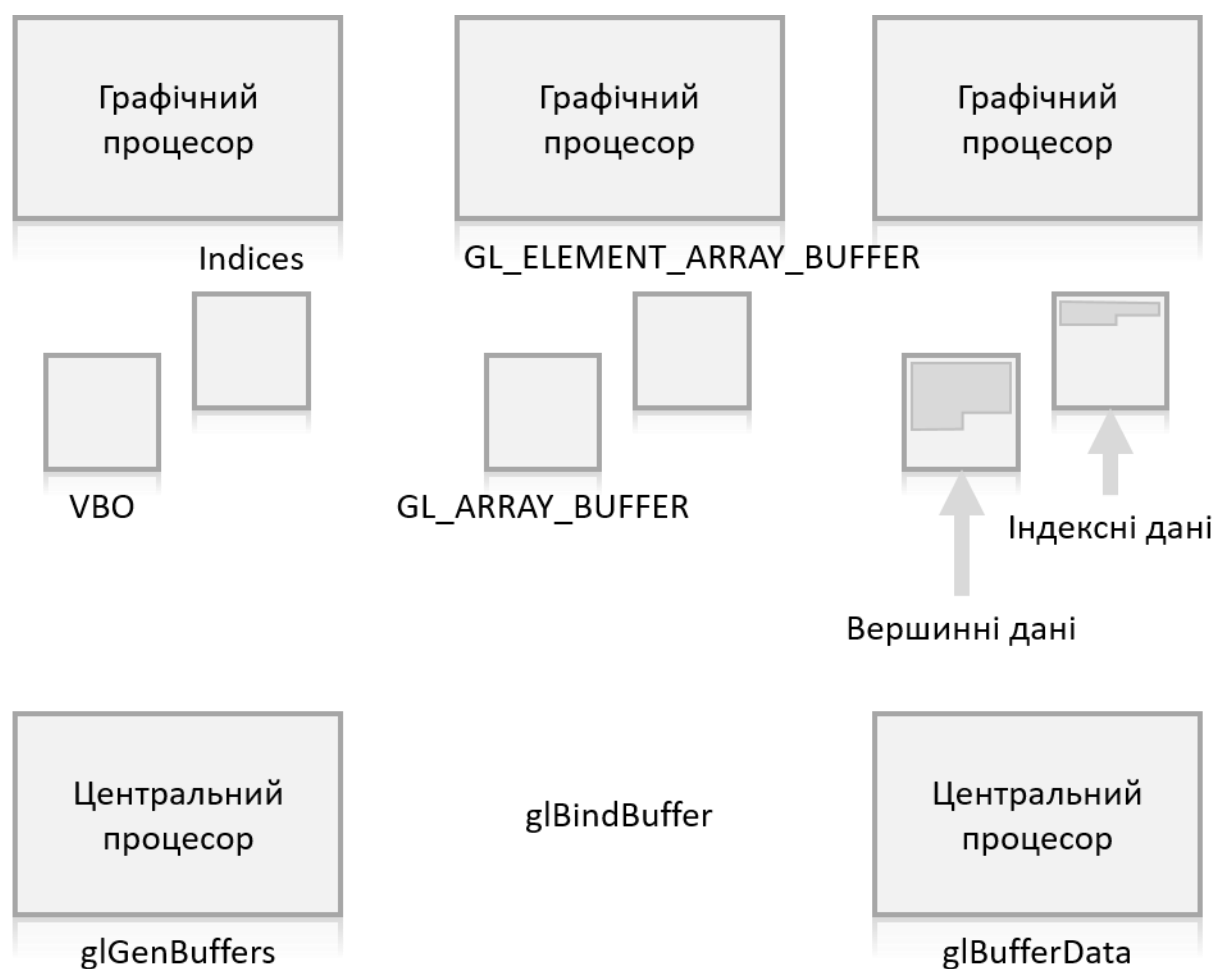 Графічний
процесор
Графічний
процесор
Графічний
процесор
Indices
GL_ELEMENT_ARRAY_BUFFER
VBO
GL_ARRAY_BUFFER
Індексні дані
Вершинні дані
Центральний
процесор
glBindBuffer
Центральний
процесор
glGenBuffers
glBufferData